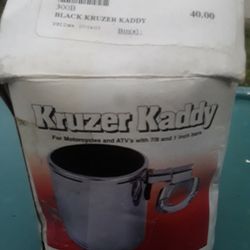 300B 40.00
BLACK KRUZER KADDY
Bin(s):
Kruzer Kaddy
For Motorcycles and ATV's with 7/8 and 1 inch bars